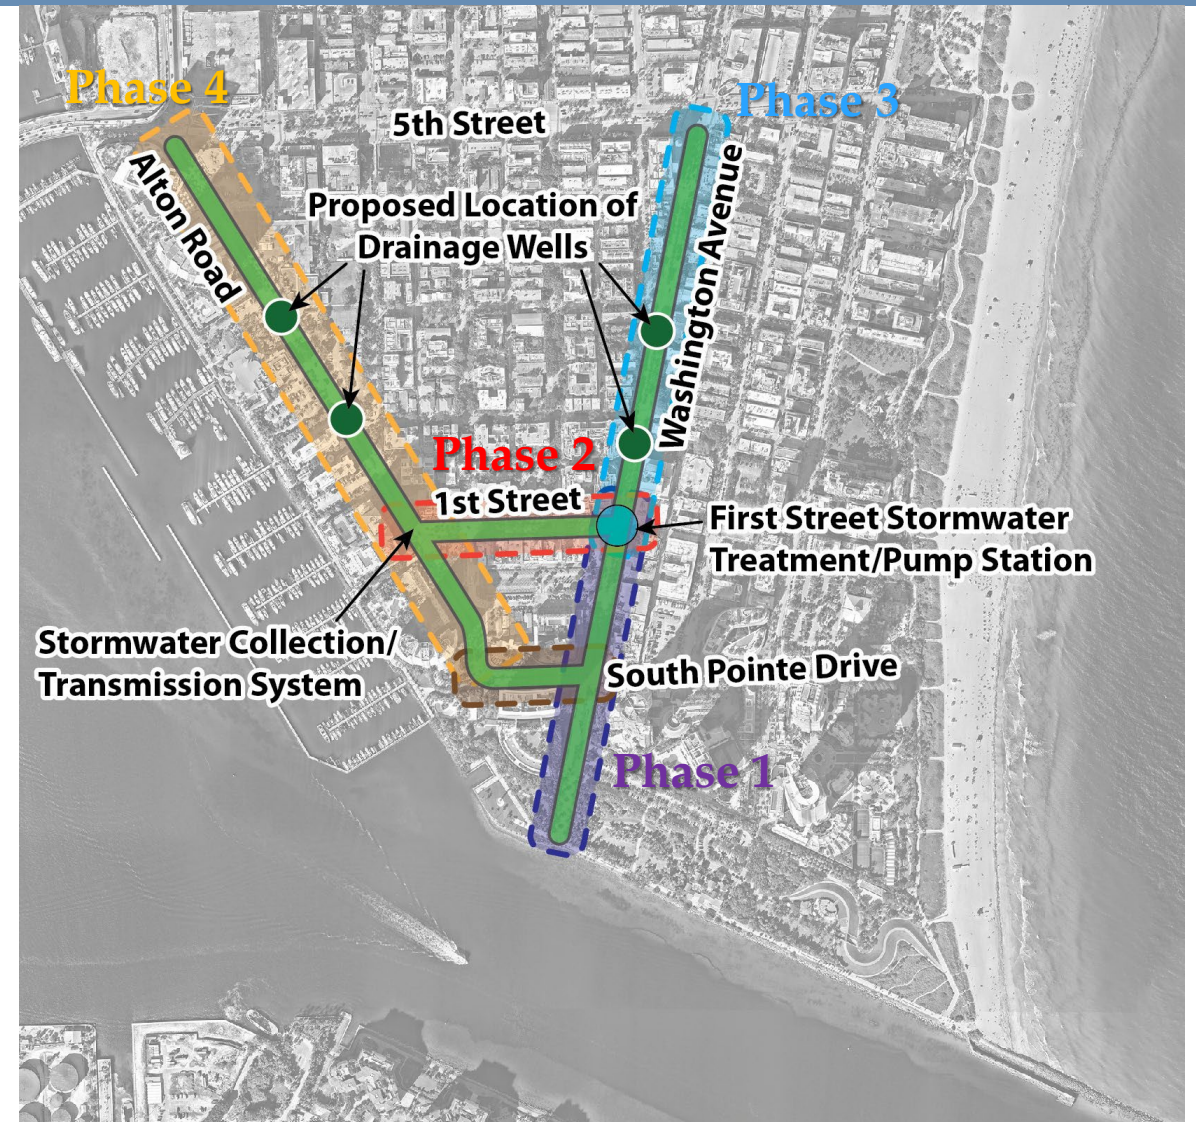 Phase 4
Phase 3
5th Street
Alton Road
Washington Avenue
Proposed Location of
Drainage Wells
Phase 2
1st Street
First Street Stormwater
Treatment/Pump Station
Stormwater Collection/
Transmission System
South Pointe Drive
Phase 1